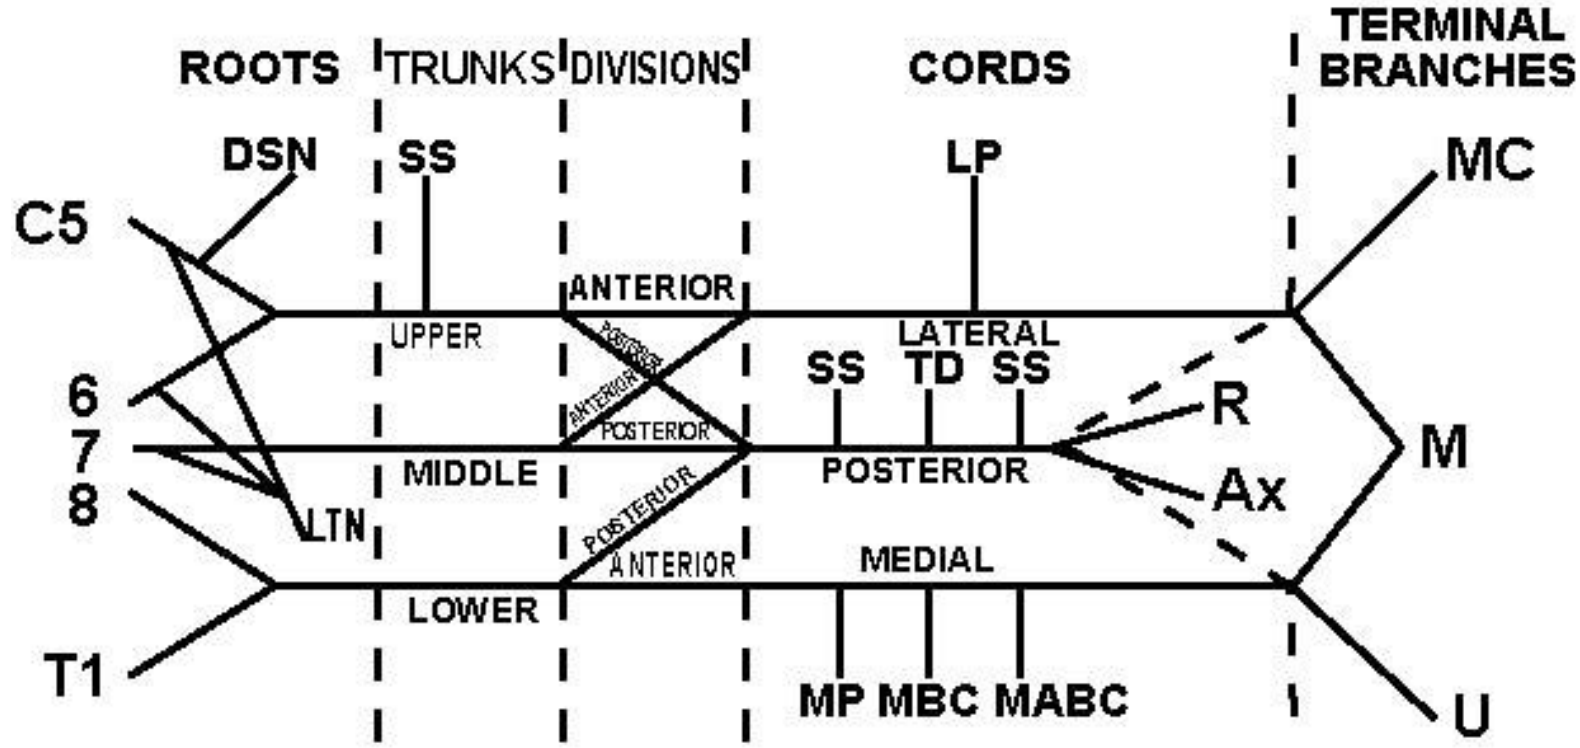 ROOTS TRUNKS DIVISIONS CORDS TERMINAL BRANCHES
DSN SS LP MC
C5
ANTERIOR
UPPER POSTERIOR LATERAL
SS TD SS
6 ANTERIOR R
POSTERIOR
7 MIDDLE POSTERIOR M
8 POSTERIOR Ax
LTN
ANTERIOR MEDIAL
LOWER
T1 MP MBC MABC
U